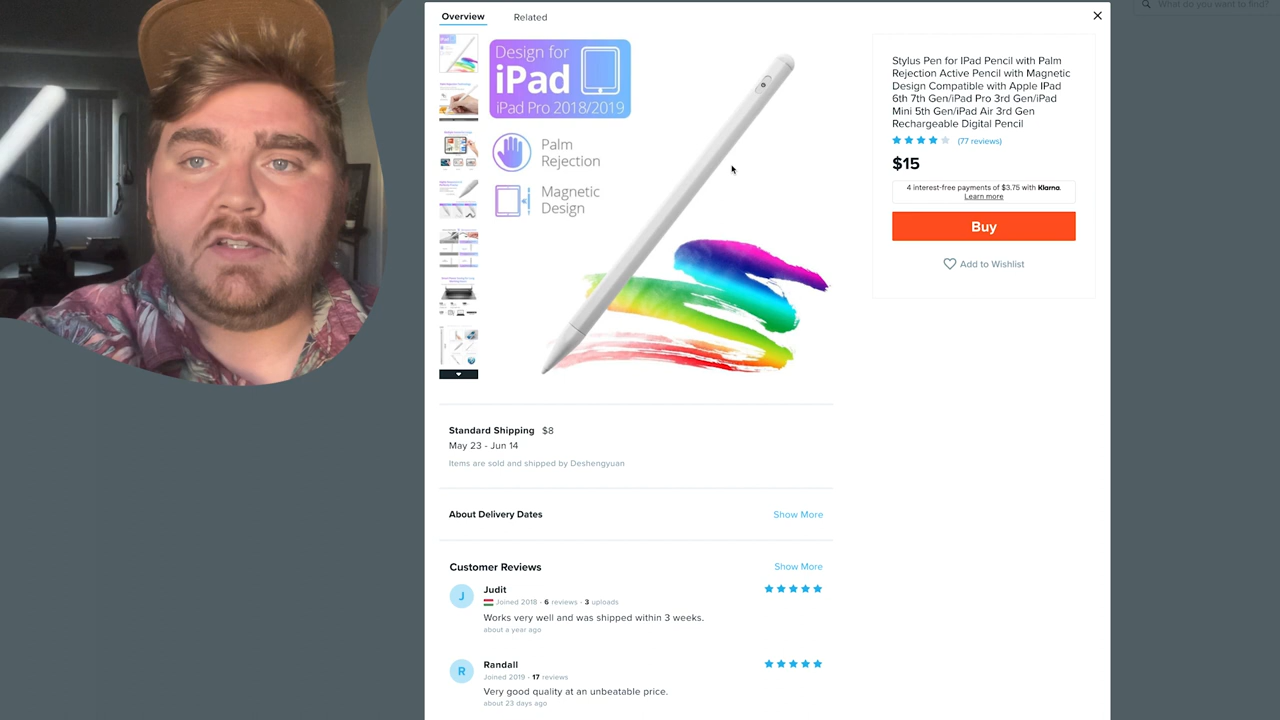 Overview
Related
What do you want to find?
Design for
iPad
iPad Pro 2018/2019
Palm
Rejection
Magnetic
Design
Stylus Pen for IPad Pencil with Palm
Rejection Active Pencil with Magnetic
Design Compatible with Apple IPad
6th 7th Gen/iPad Pro 3rd Gen/iPad
Mini 5th Gen/iPad Air 3rd Gen
Rechargeable Digital Pencil
(77 reviews)
$15
4 interest-free payments of $3.75 with Klarna.
Learn more
Buy
Add to Wishlist
Standard Shipping $8
May 23 - Jun 14
Items are sold and shipped by Deshengyuan
About Delivery Dates
Show More
Customer Reviews
Show More
J
Judit
Joined 2018 · 6 reviews · 3 uploads
Works very well and was shipped within 3 weeks.
about a year ago
R
Randall
Joined 2019 · 17 reviews
Very good quality at an unbeatable price.
about 23 days ago